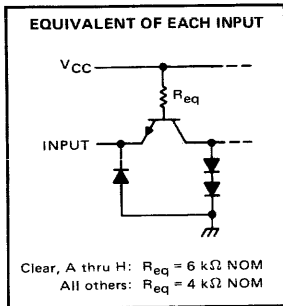 EQUIVALENT OF EACH INPUT
VCC
Req
INPUT
Clear, A thru H: Req = 6 kΩ NOM
All others: Req = 4 kΩ NOM